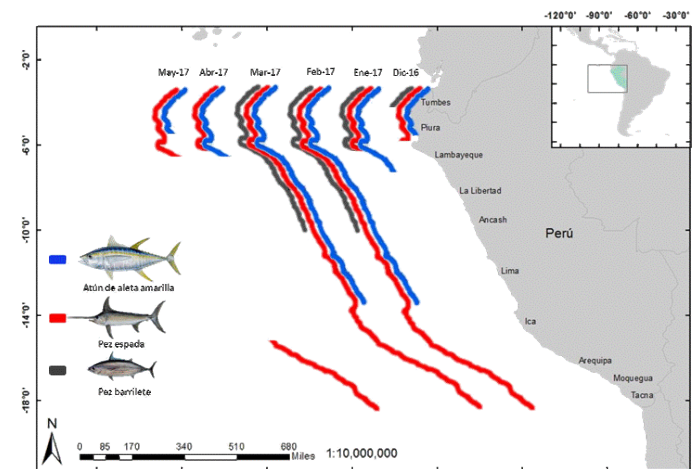 -120°0' -90°0' -60°0' -30°0'
-2°0'
May-17 Abr-17 Mar-17 Feb-17 Ene-17 Dic-16
Tumbes
Piura
-6°0'
Lambayeque
La Libertad
Ancash
-10°0'
Perú
Lima
Atún de aleta amarilla
-14°0'
Ica
Pez espada
Arequipa
Moquegua
Pez barrilete
Tacna
-18°0'
N
0 85 170 340 510 680
Miles 1:10,000,000